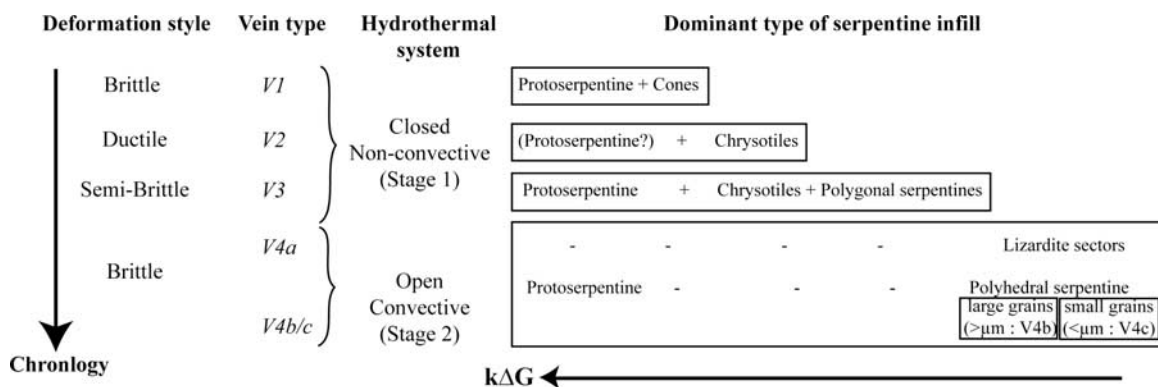 Deformation style Vein type Hydrothermal system Dominant type of serpentine infill
Brittle V1 Protoserpentine + Cones
Ductile V2 (Protoserpentine?) + Chrysotiles
Closed
Non-convective
(Stage 1)
Semi-Brittle V3 Protoserpentine + Chrysotiles + Polygonal serpentines
V4a - - - - Lizardite sectors
Brittle
Open
Convective
(Stage 2)
V4b/c Protoserpentine - - - Polyhedral serpentine
large grains small grains
(>μm : V4b) (<μm : V4c)
Chronlogy
kΔG